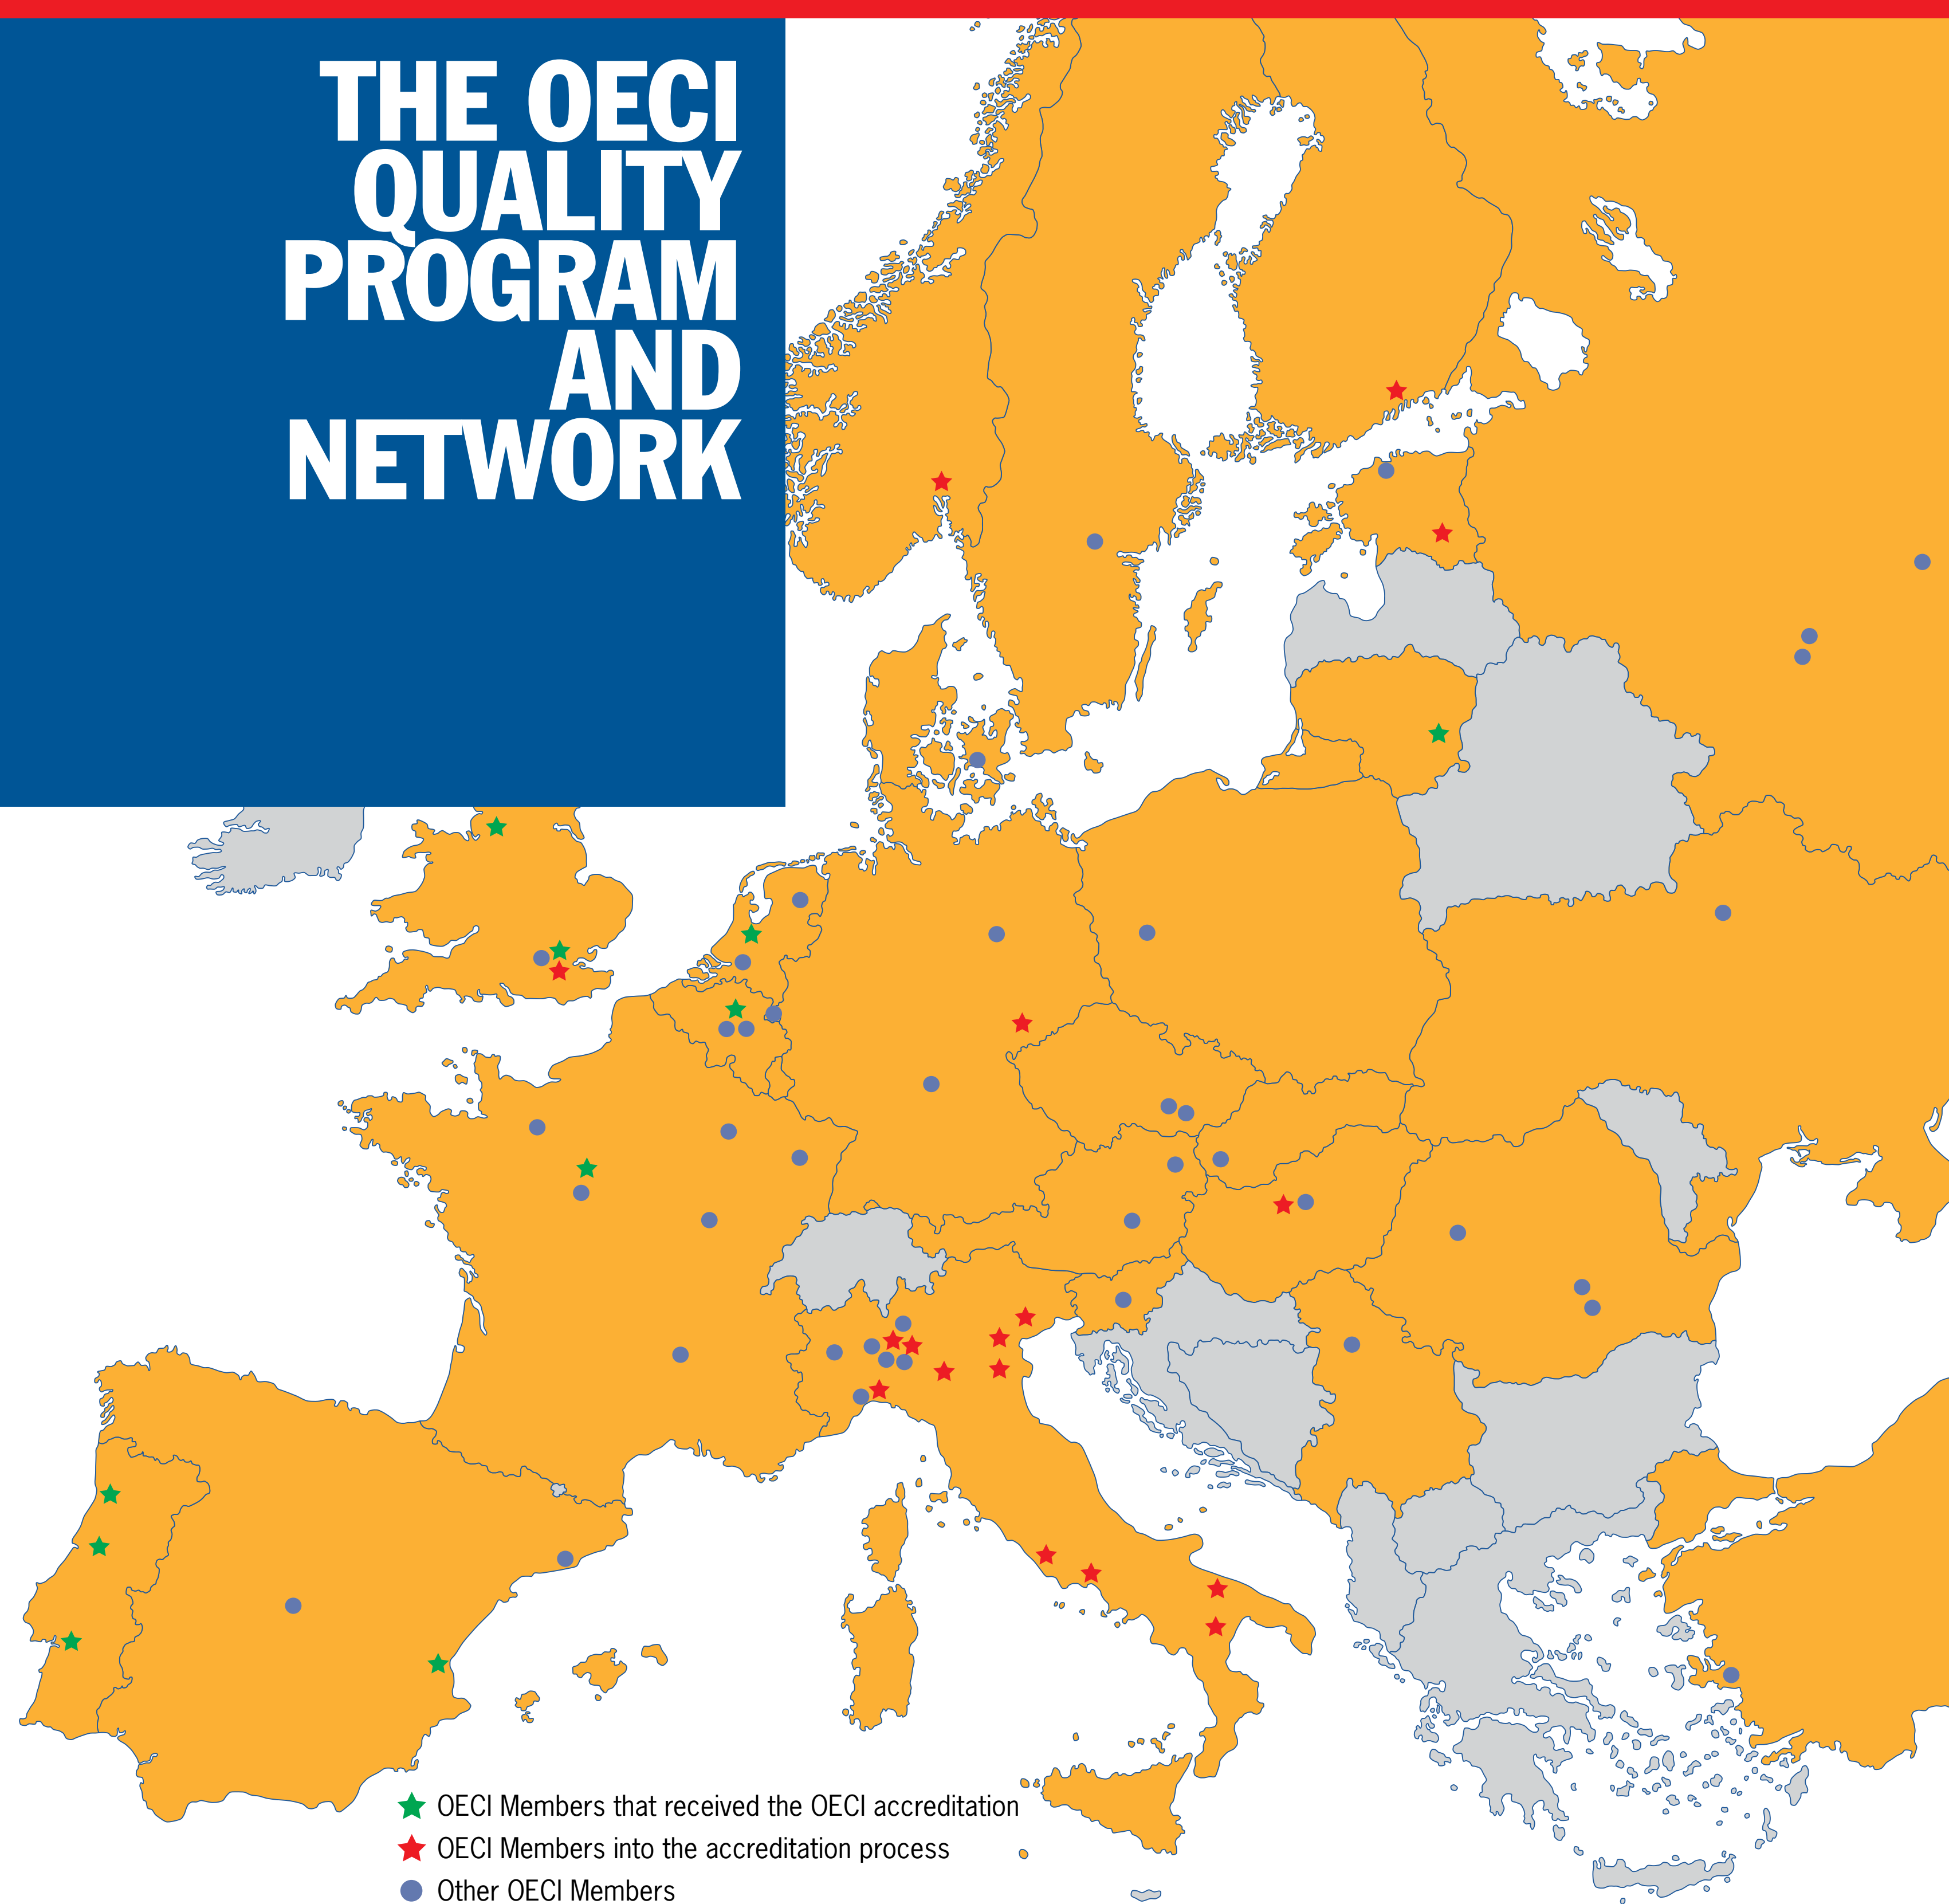 THE OECI
QUALITY
PROGRAM
AND
NETWORK
OECI Members that received the OECI accreditation
OECI Members into the accreditation process
Other OECI Members